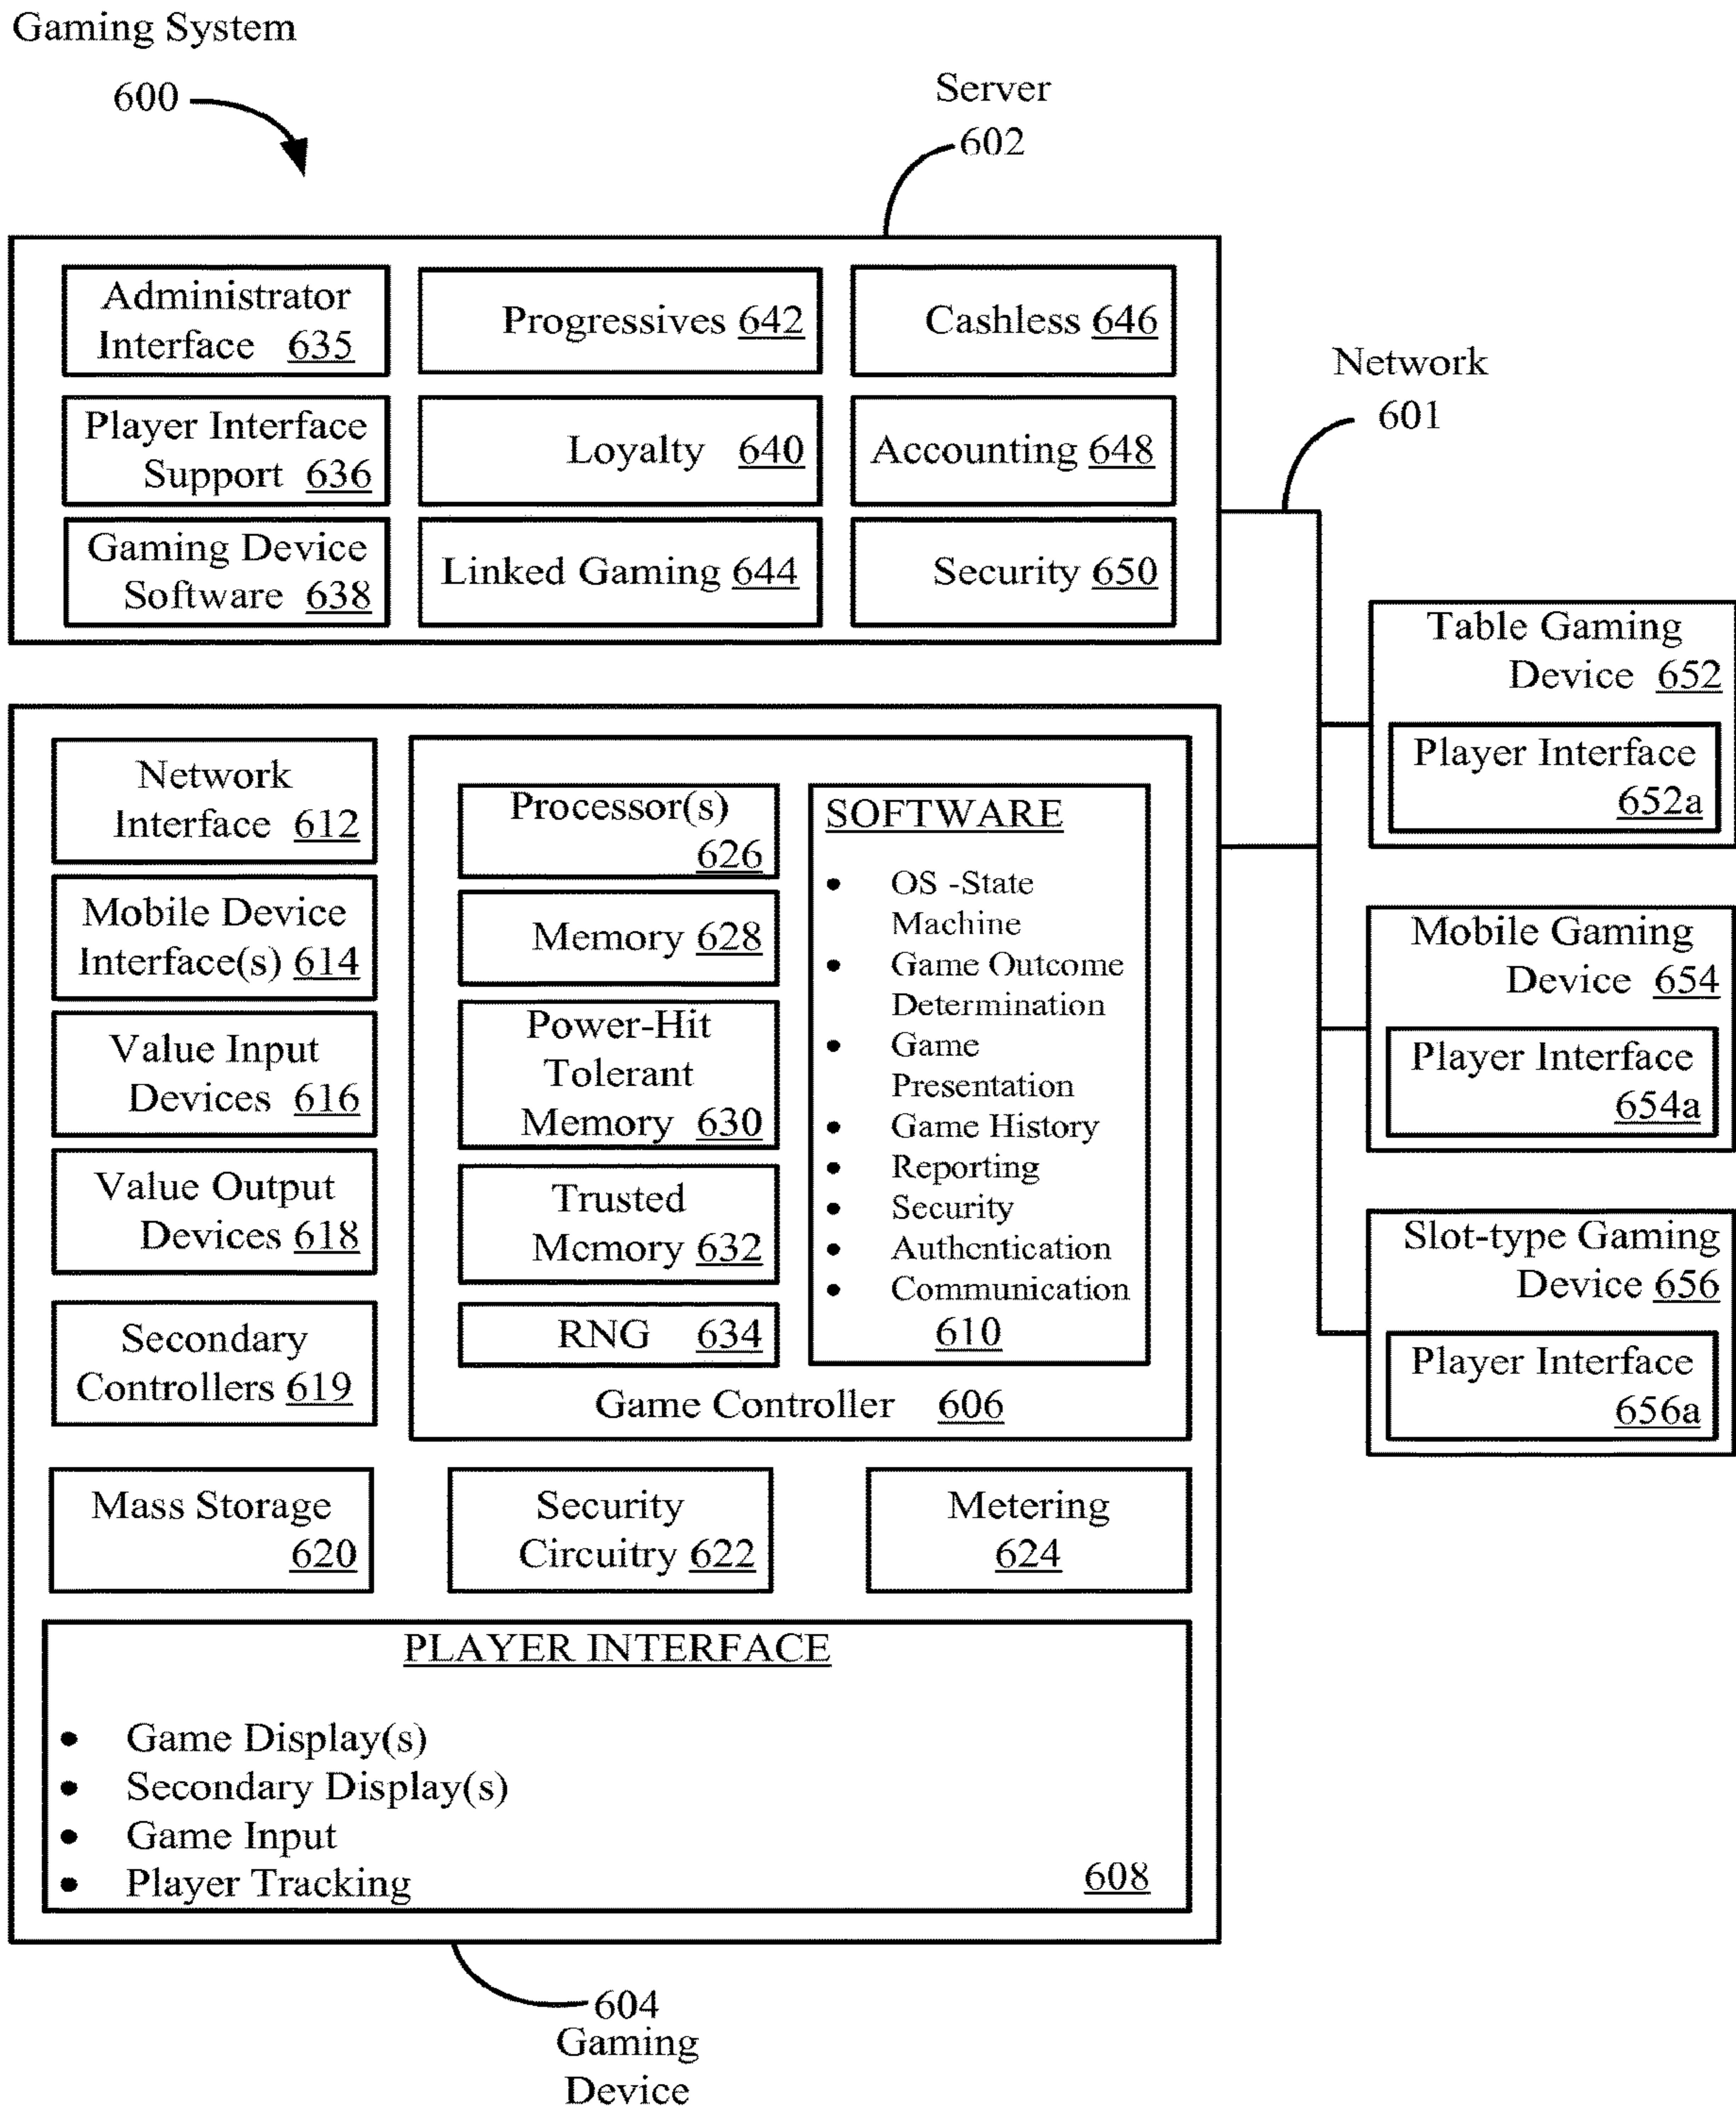 Gaming System
600
Server
602
Administrator
Interface 635
Progressives 642
Cashless 646
Player Interface
Support 636
Loyalty 640
Accounting 648
Gaming Device
Software 638
Linked Gaming 644
Security 650
Network
601
Table Gaming
Device 652
Player Interface
652a
Mobile Gaming
Device 654
Player Interface
654a
Slot-type Gaming
Device 656
Player Interface
656a
Network
Interface 612
Mobile Device
Interface(s) 614
Value Input
Devices 616
Value Output
Devices 618
Secondary
Controllers 619
Processor(s)
626
Memory 628
Power-Hit
Tolerant
Memory 630
Trusted
Memory 632
RNG 634
SOFTWARE
• OS -State
Machine
• Game Outcome
Determination
• Game
Presentation
• Game History
• Reporting
• Security
• Authentication
• Communication
610
Game Controller 606
Mass Storage
620
Security
Circuitry 622
Metering
624
PLAYER INTERFACE
• Game Display(s)
• Secondary Display(s)
• Game Input
• Player Tracking
608
604
Gaming
Device